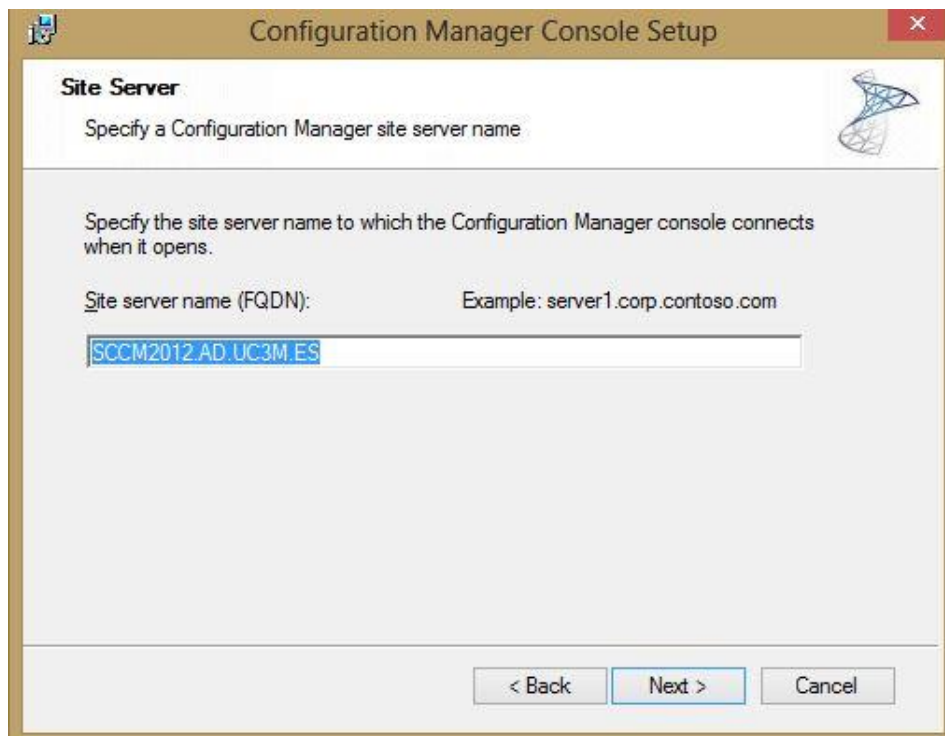 Configuration Manager Console Setup
Site Server
Specify a Configuration Manager site server name
Specify the site server name to which the Configuration Manager console connects
when it opens.
Site server name (FQDN): Example: server1.corp.contoso.com
SCCM2012.AD.UC3M.ES
< Back Next > Cancel